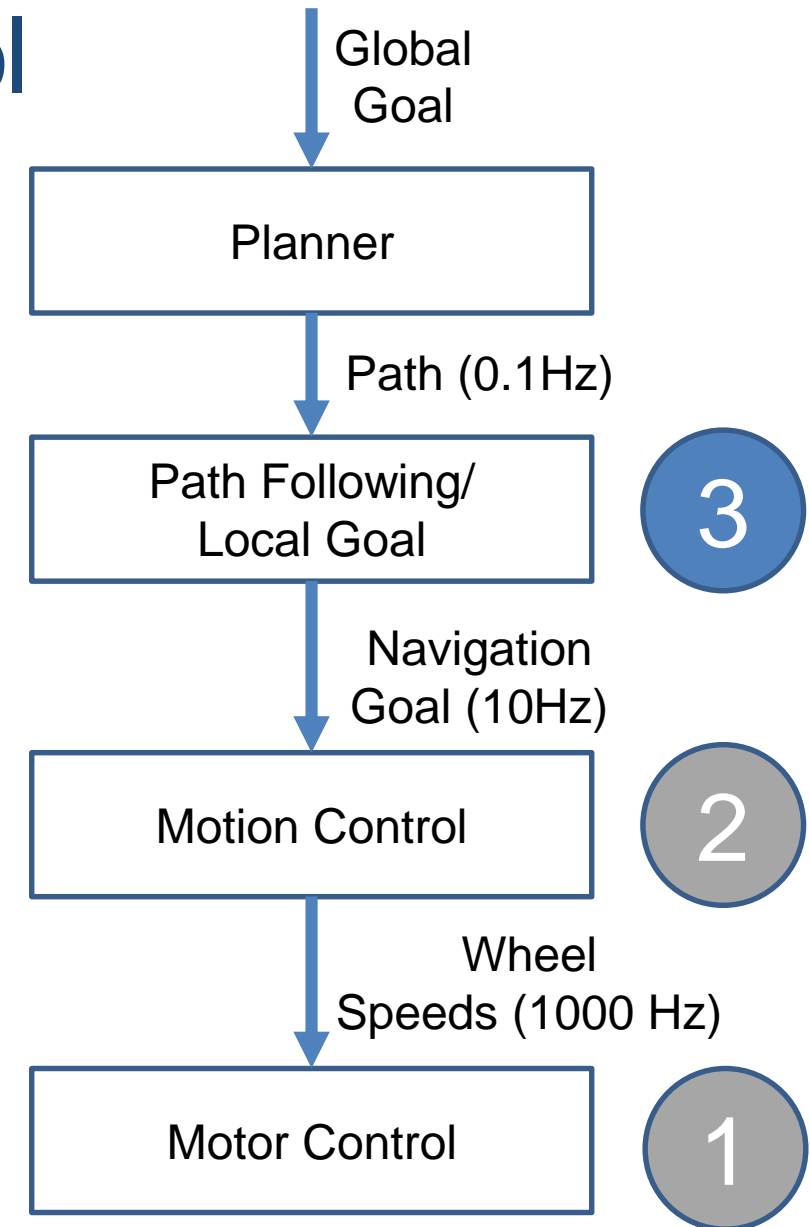 ol
Global
Goal
Planner
Path (0.1Hz)
Path Following/
Local Goal
3
Navigation
Goal (10Hz)
Motion Control
2
Wheel
Speeds (1000 Hz)
Motor Control
1